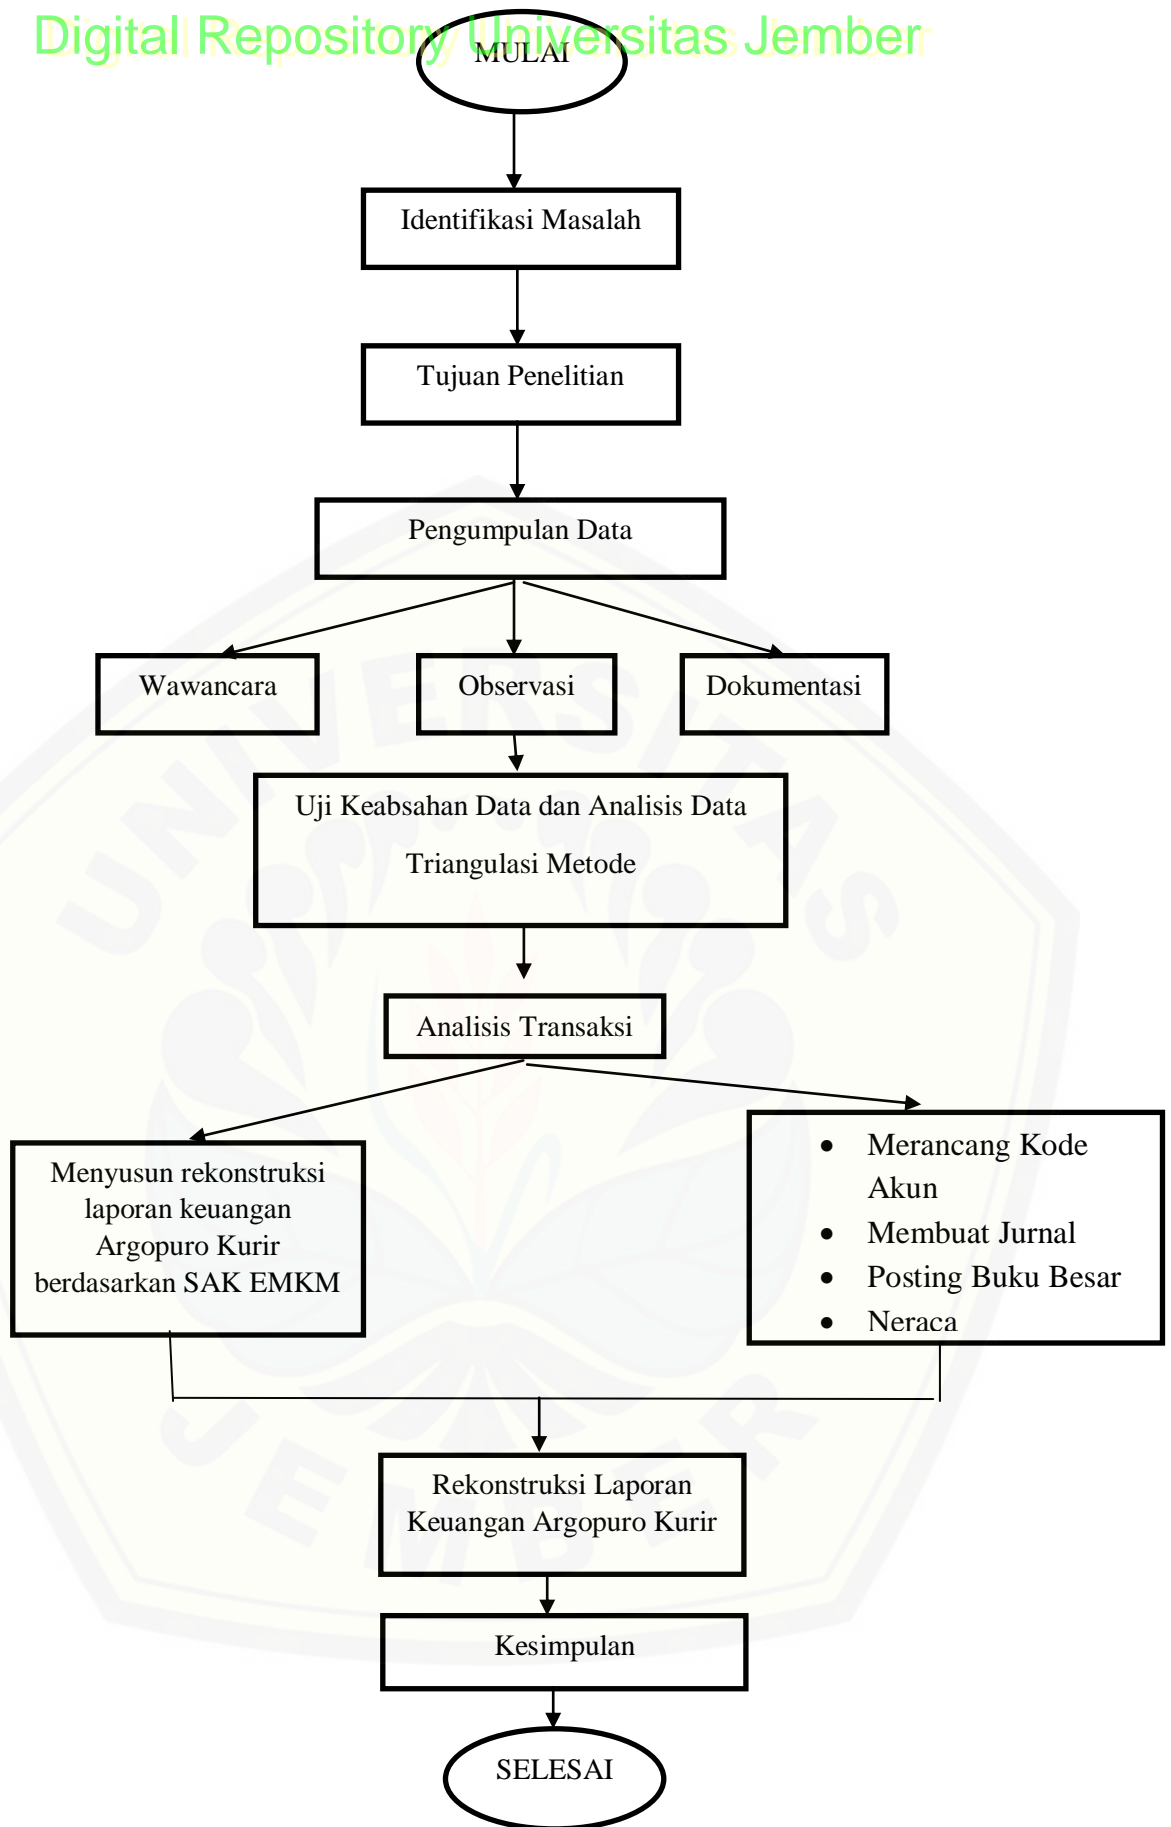 Digital Repository Universitas Jember
MULAI
Identifikasi Masalah
Tujuan Penelitian
Pengumpulan Data
Wawancara
Observasi
Dokumentasi
Uji Keabsahan Data dan Analisis Data
Triangulasi Metode
Analisis Transaksi
Menyusun rekonstruksi
laporan keuangan
Argopuro Kurir
berdasarkan SAK EMKM
• Merancang Kode
Akun
• Membuat Jurnal
• Posting Buku Besar
• Neraca
Rekonstruksi Laporan
Keuangan Argopuro Kurir
Kesimpulan
SELESAI
UNIVERSITAS
JEMBER